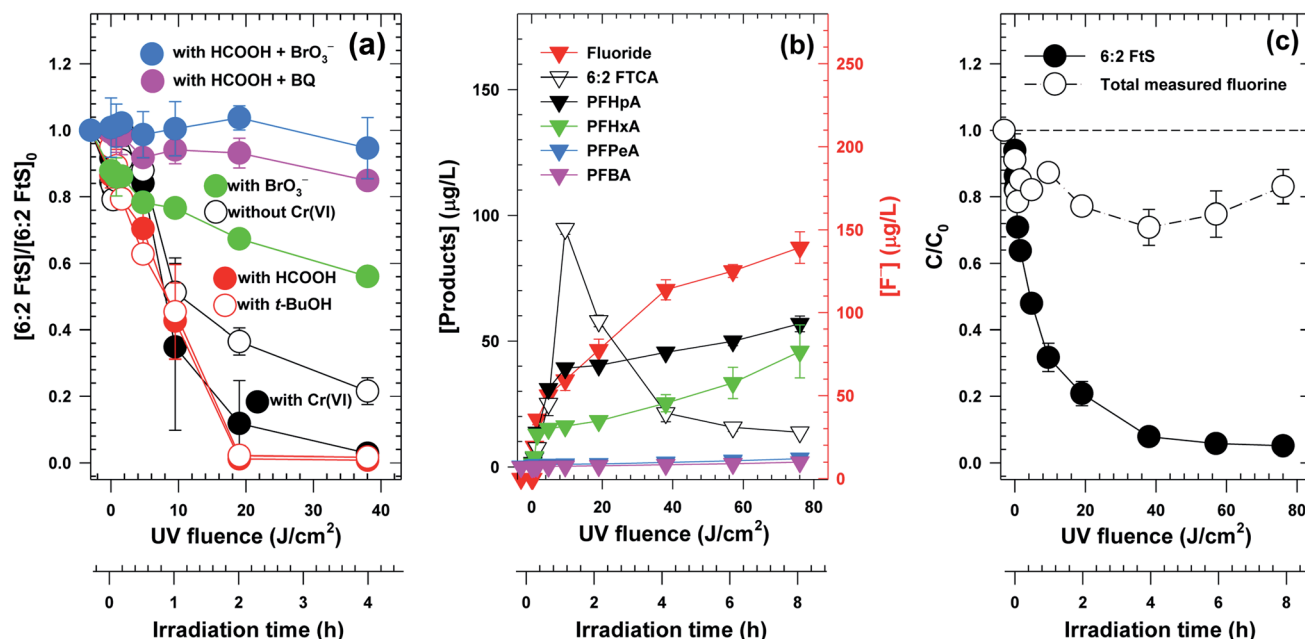 (a)
with HCOOH + BrO₃⁻
with HCOOH + BQ
with BrO₃⁻
without Cr(VI)
with HCOOH
with t-BuOH
with Cr(VI)
[6:2 FtS]/[6:2 FtS]₀
1.2
1.0
0.8
0.6
0.4
0.2
0.0
0 10 20 30 40
UV fluence (J/cm²)
0 1 2 3 4
Irradiation time (h)
(b)
Fluoride
6:2 FTCA
PFHpA
PFHxA
PFPeA
PFBA
[Products] (µg/L)
150
100
50
0
[F⁻] (µg/L)
250
200
150
100
50
0
0 20 40 60 80
UV fluence (J/cm²)
0 2 4 6 8
Irradiation time (h)
(c)
6:2 FtS
Total measured fluorine
C/C₀
1.2
1.0
0.8
0.6
0.4
0.2
0.0
0 20 40 60 80
UV fluence (J/cm²)
0 2 4 6 8
Irradiation time (h)